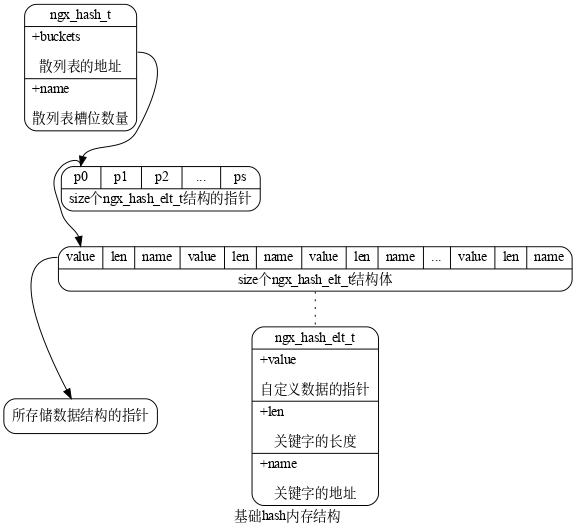 ngx_hash_t
+buckets
散列表的地址
+name
散列表槽位数量
p0 p1 p2 ... ps
size个ngx_hash_elt_t结构的指针
value len name value len name value len name ... value len name
size个ngx_hash_elt_t结构体
ngx_hash_elt_t
+value
自定义数据的指针
+len
关键字的长度
+name
关键字的地址
所存储数据结构的指针
基础hash内存结构